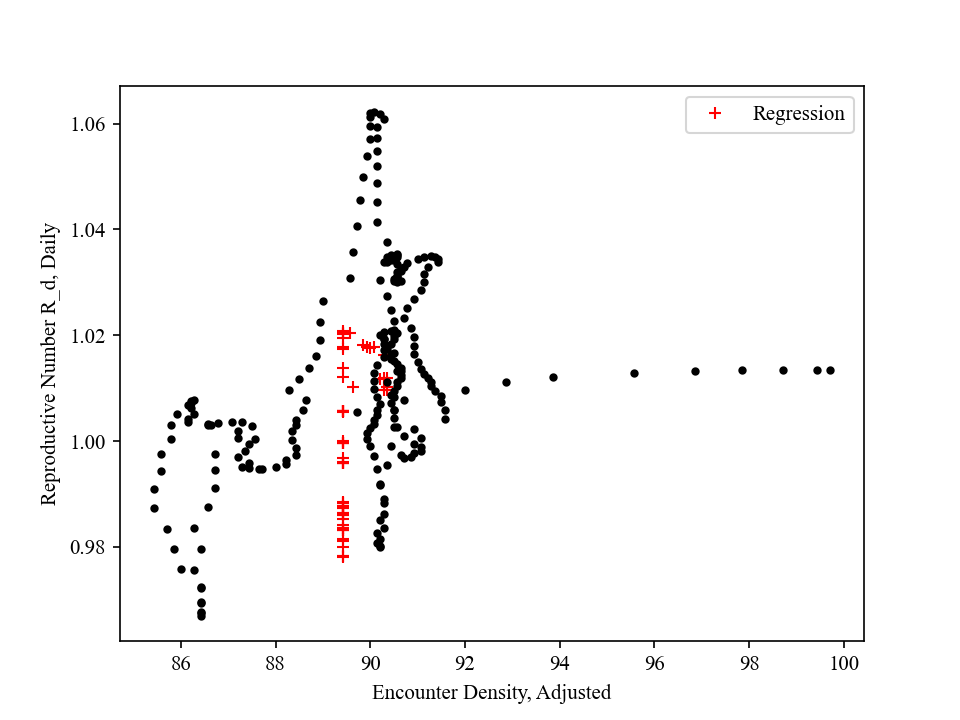 Regression
1.06
1.04
1.02
1.00
0.98
Reproductive Number R_d, Daily
86 88 90 92 94 96 98 100
Encounter Density, Adjusted